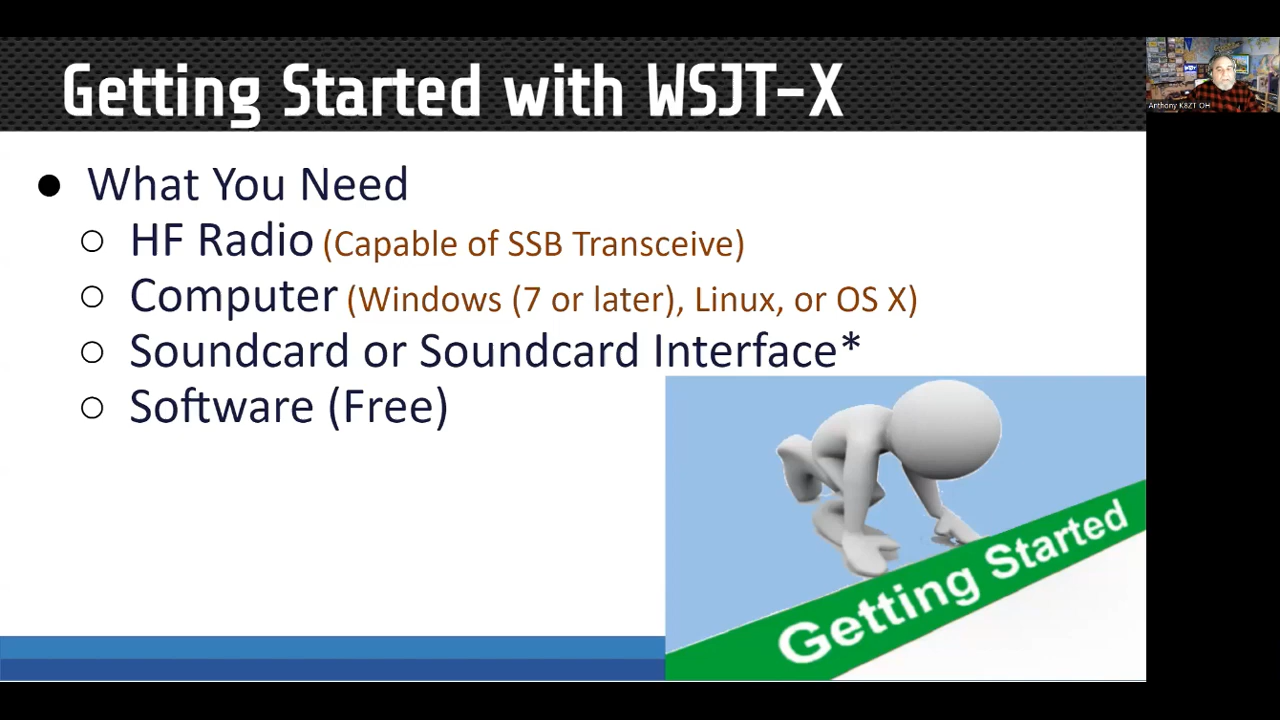 Getting Started with WSJT-X
Anthony K8ZT OH
● What You Need
○ HF Radio (Capable of SSB Transceive)
○ Computer (Windows (7 or later), Linux, or OS X)
○ Soundcard or Soundcard Interface*
○ Software (Free)
Getting Started